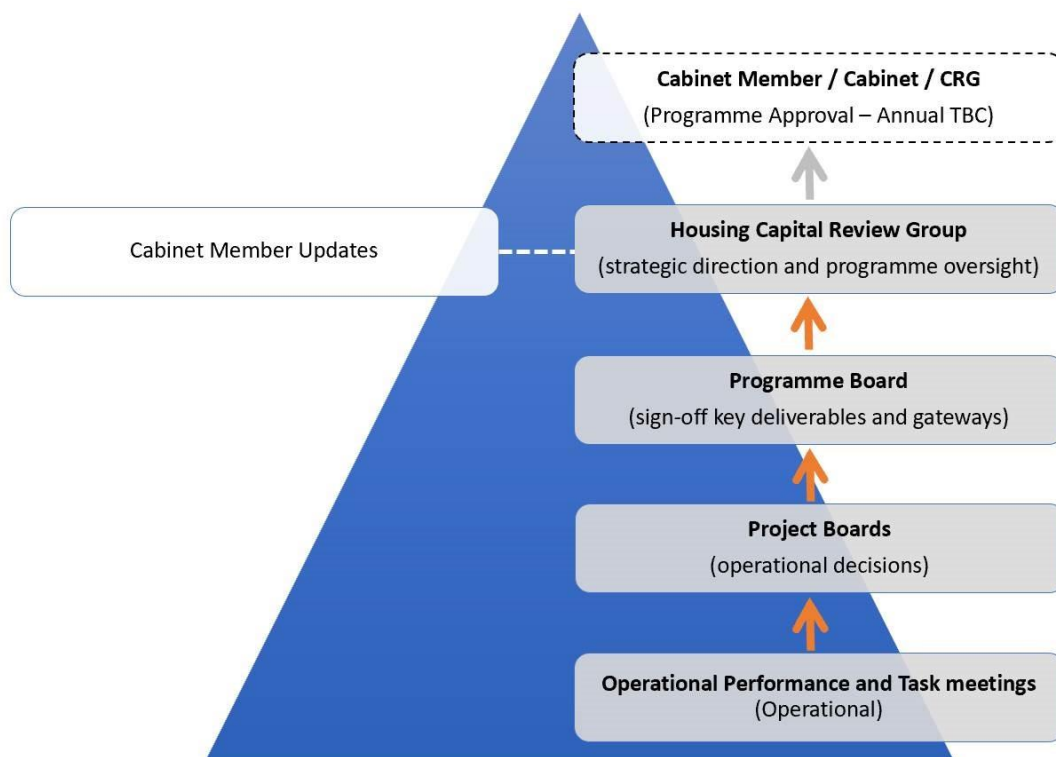 Cabinet Member / Cabinet / CRG
(Programme Approval – Annual TBC)
Cabinet Member Updates
Housing Capital Review Group
(strategic direction and programme oversight)
Programme Board
(sign-off key deliverables and gateways)
Project Boards
(operational decisions)
Operational Performance and Task meetings
(Operational)